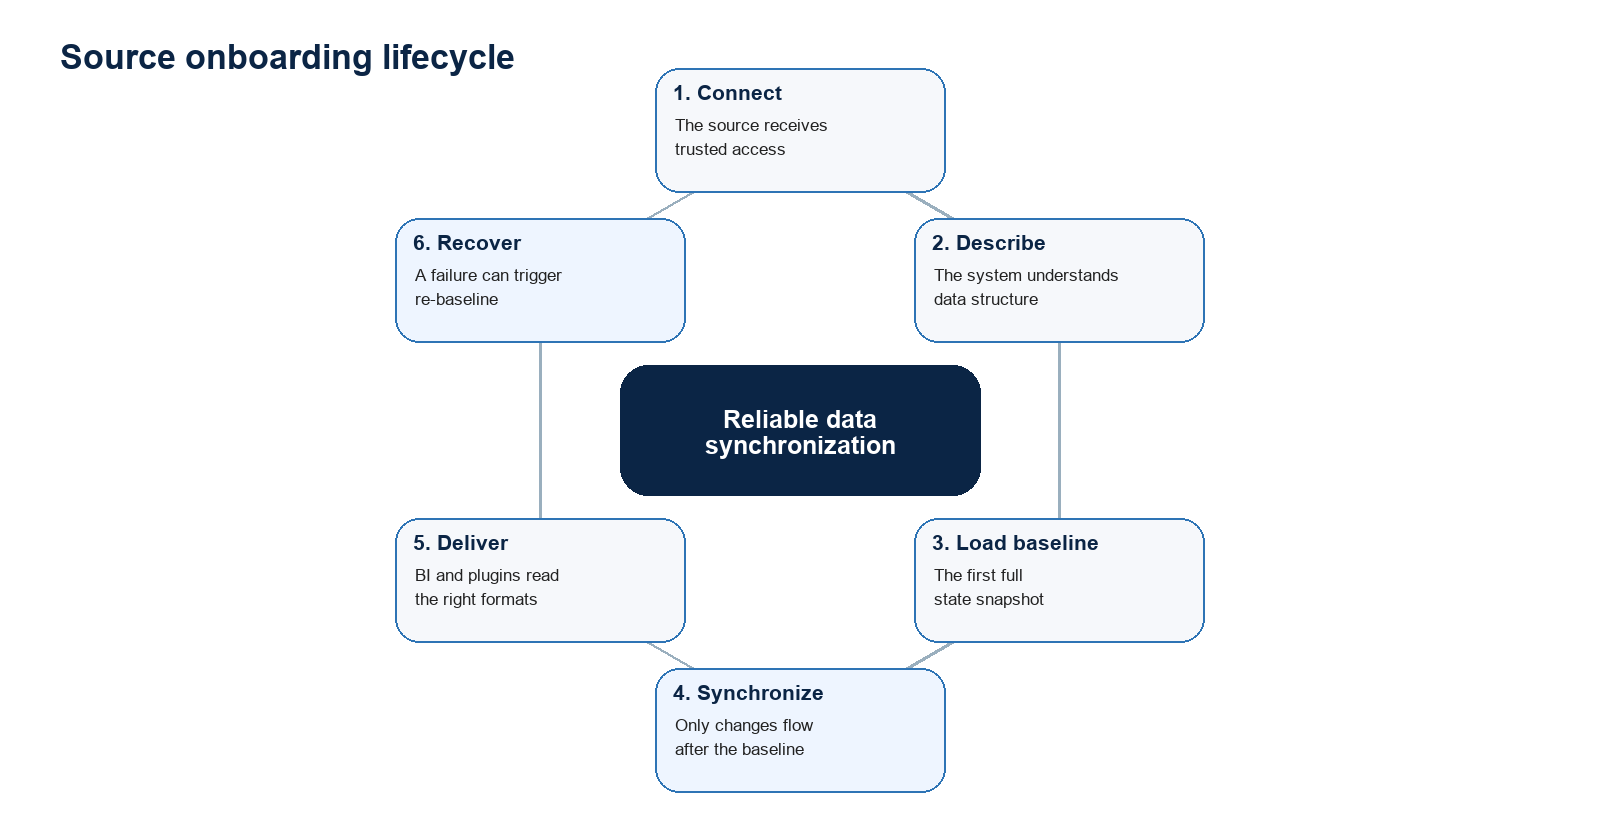 Source onboarding lifecycle
1. Connect
The source receives
trusted access
2. Describe
The system understands
data structure
3. Load baseline
The first full
state snapshot
4. Synchronize
Only changes flow
after the baseline
5. Deliver
BI and plugins read
the right formats
6. Recover
A failure can trigger
re-baseline
Reliable data
synchronization